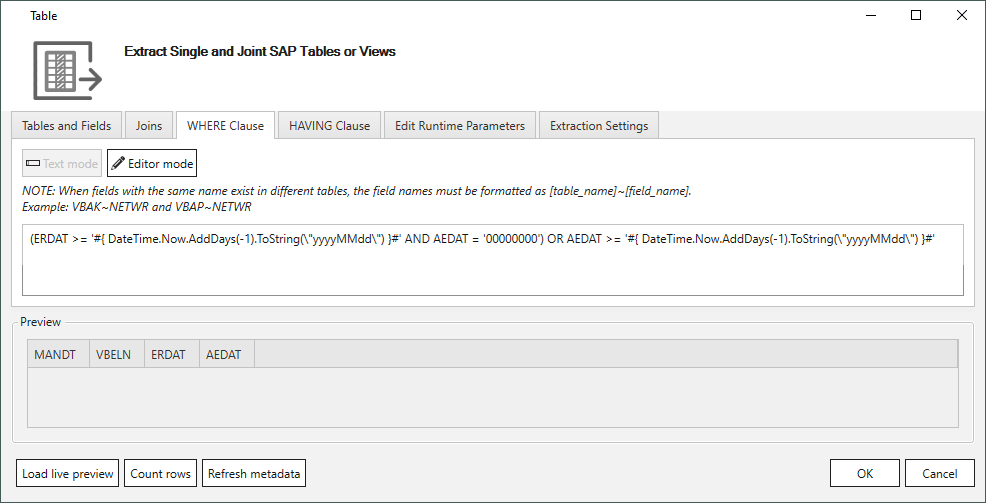 Table
Extract Single and Joint SAP Tables or Views
Tables and Fields Joins WHERE Clause HAVING Clause Edit Runtime Parameters Extraction Settings
Text mode Editor mode
NOTE: When fields with the same name exist in different tables, the field names must be formatted as [table_name]~[field_name].
Example: VBAK~NETWR and VBAP~NETWR
(ERDAT >= '#{ DateTime.Now.AddDays(-1).ToString(\"yyyyMMdd\") }#' AND AEDAT = '00000000') OR AEDAT >= '#{ DateTime.Now.AddDays(-1).ToString(\"yyyyMMdd\") }#'
Preview
MANDT VBELN ERDAT AEDAT
Load live preview Count rows Refresh metadata OK Cancel